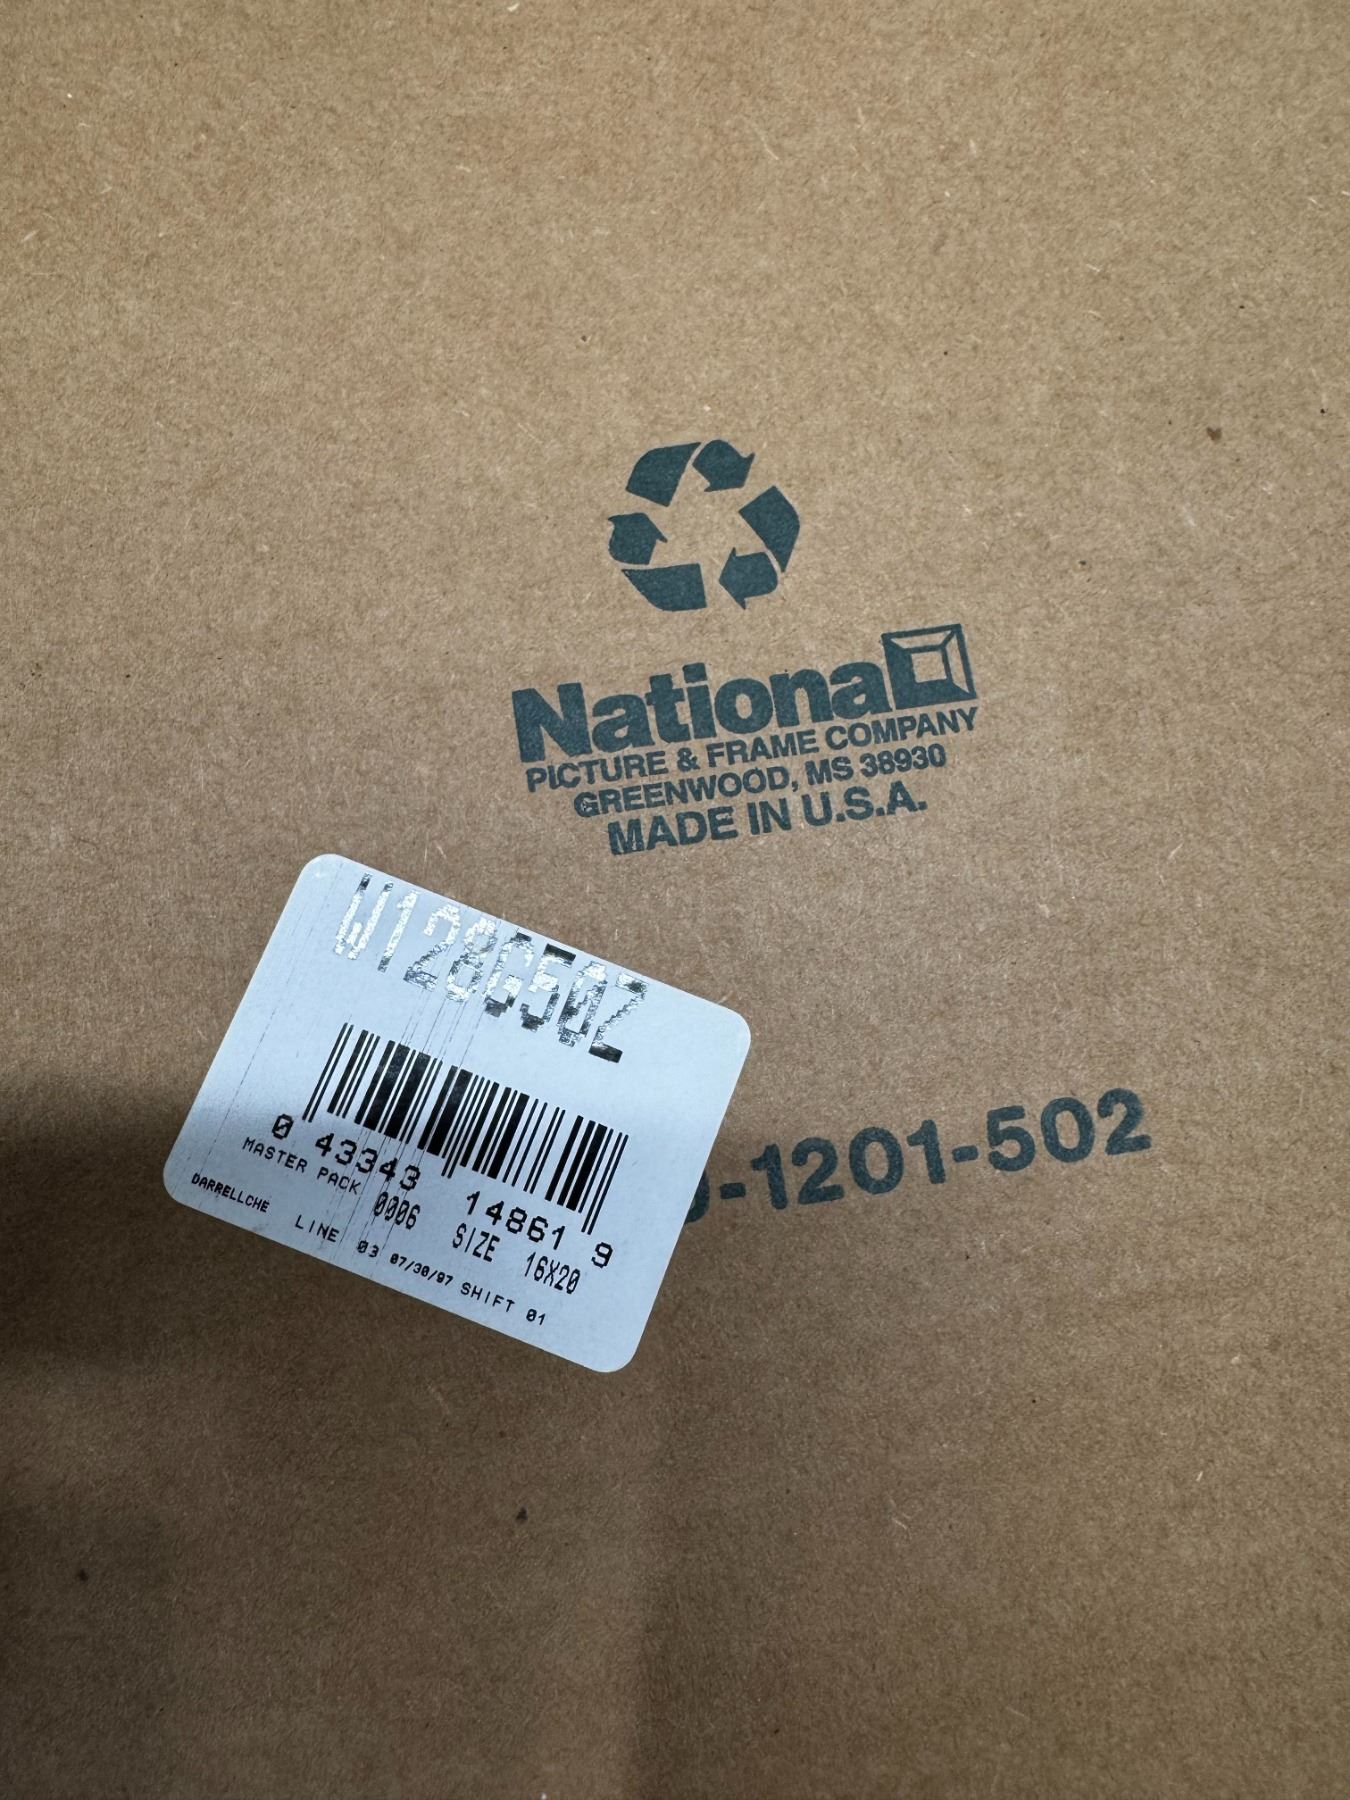 National
PICTURE & FRAME COMPANY
GREENWOOD, MS 38930
MADE IN U.S.A.
W128G50Z
0 43343 14861 9
MASTER PACK 0006 SIZE 16X20
DARRELLCHE LINE 03 07/30/97 SHIFT 01
-1201-502